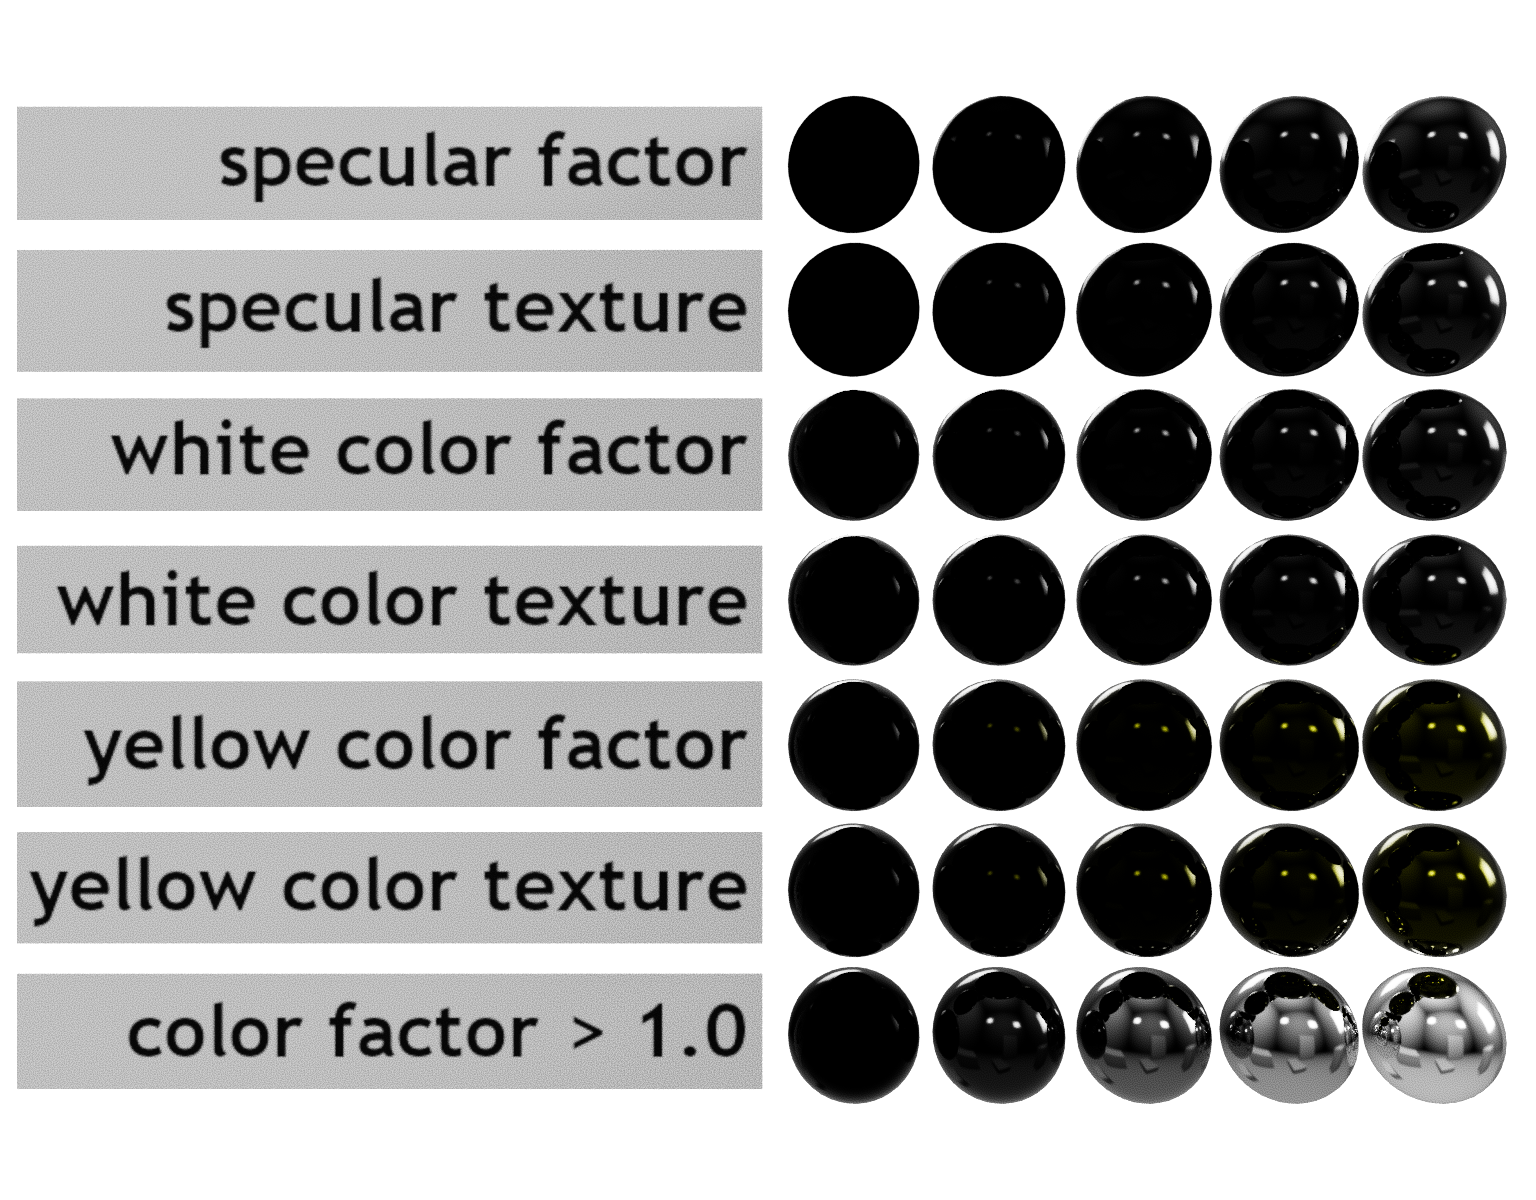 specular factor
specular texture
white color factor
white color texture
yellow color factor
yellow color texture
color factor > 1.0